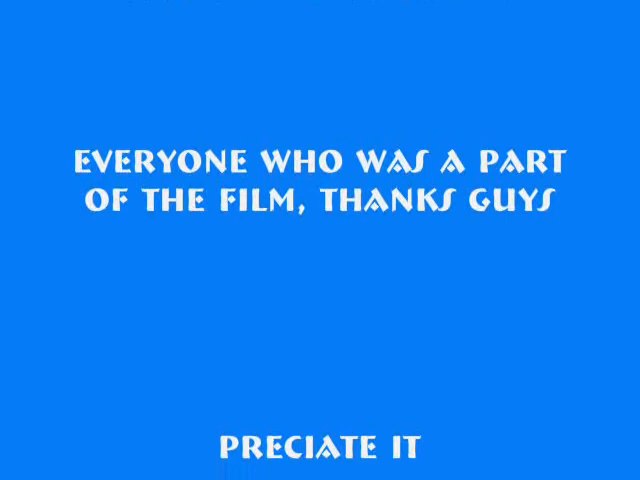 EVERYONE WHO WAS A PART
OF THE FILM, THANKS GUYS
PRECIATE IT